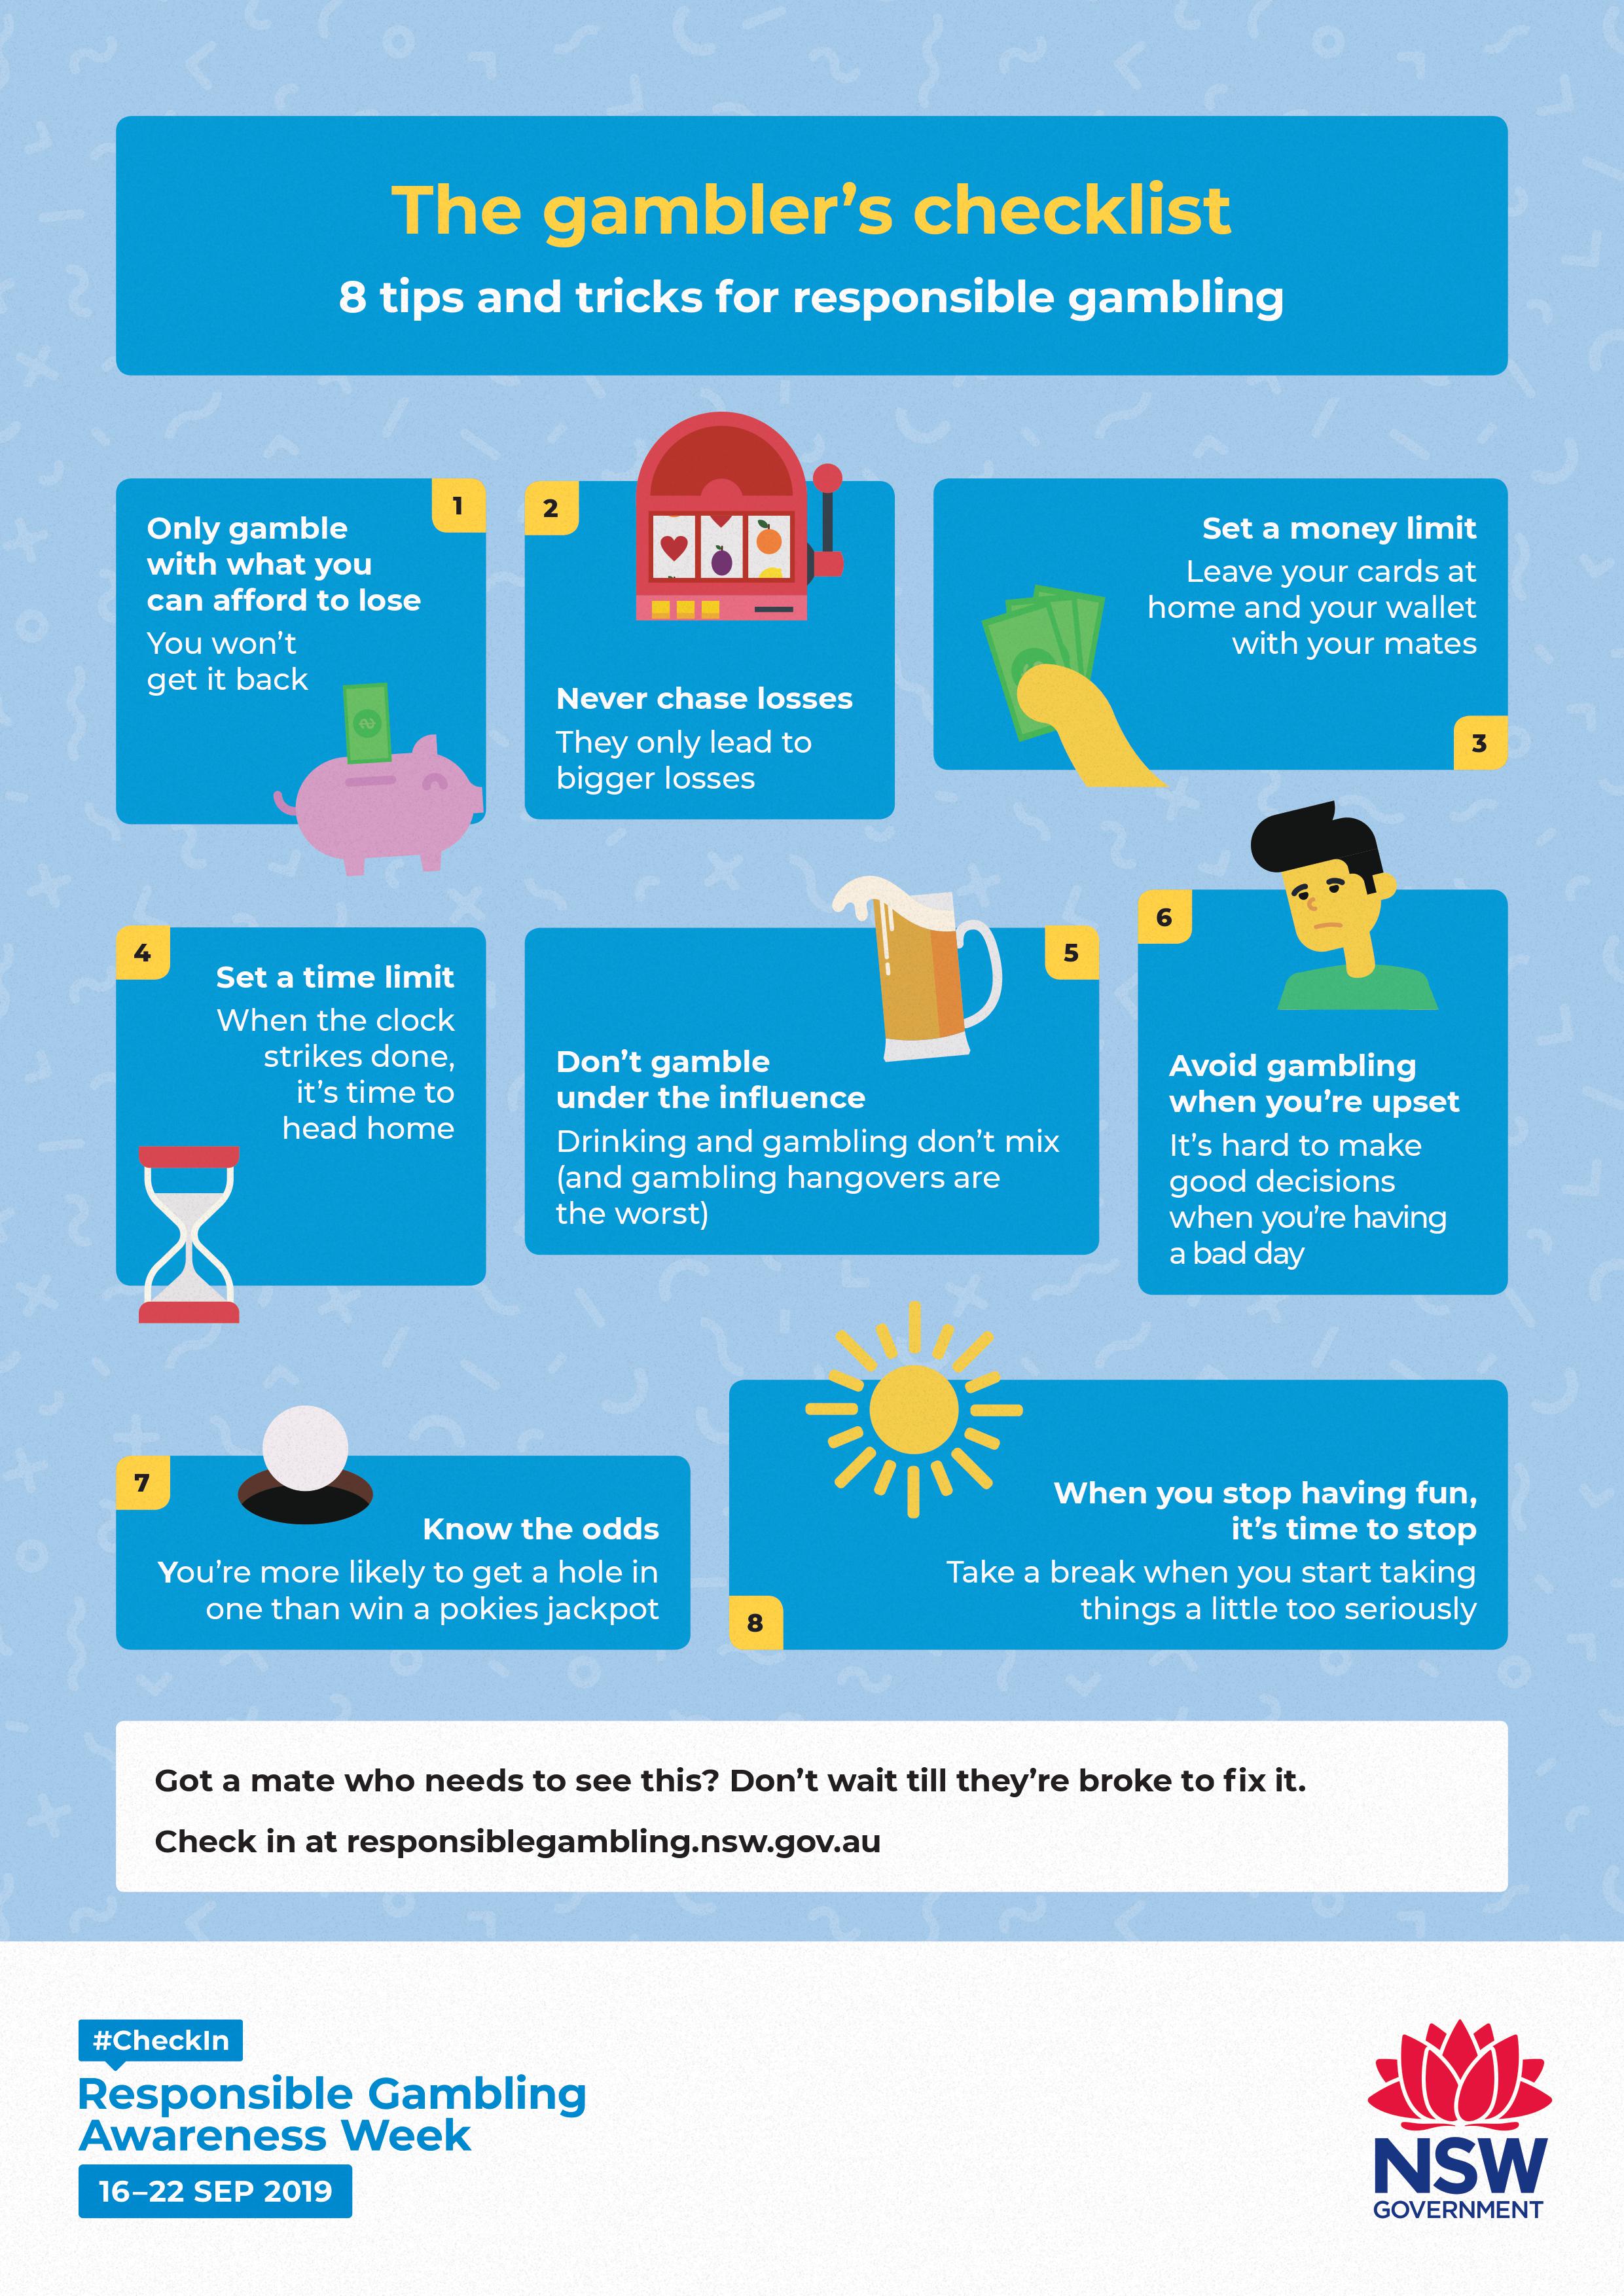 The gambler’s checklist
8 tips and tricks for responsible gambling
1
Only gamble
with what you
can afford to lose
You won’t
get it back
2
Never chase losses
They only lead to
bigger losses
Set a money limit
Leave your cards at
home and your wallet
with your mates
3
4
Set a time limit
When the clock
strikes done,
it’s time to
head home
5
Don’t gamble
under the influence
Drinking and gambling don’t mix
(and gambling hangovers are
the worst)
6
Avoid gambling
when you’re upset
It’s hard to make
good decisions
when you’re having
a bad day
7
Know the odds
You’re more likely to get a hole in
one than win a pokies jackpot
When you stop having fun,
it’s time to stop
Take a break when you start taking
things a little too seriously
8
Got a mate who needs to see this? Don’t wait till they’re broke to fix it.
Check in at responsiblegambling.nsw.gov.au
#CheckIn
Responsible Gambling
Awareness Week
16–22 SEP 2019
NSW
GOVERNMENT